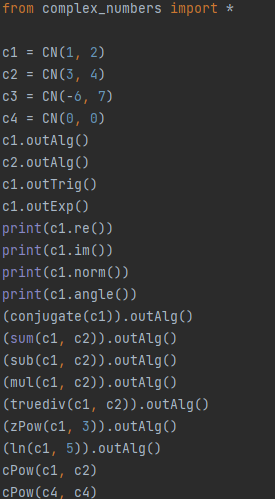 from complex_numbers import *
c1 = CN(1, 2)
c2 = CN(3, 4)
c3 = CN(-6, 7)
c4 = CN(0, 0)
c1.outAlg()
c2.outAlg()
c1.outTrig()
c1.outExp()
print(c1.re())
print(c1.im())
print(c1.norm())
print(c1.angle())
(conjugate(c1)).outAlg()
(sum(c1, c2)).outAlg()
(sub(c1, c2)).outAlg()
(mul(c1, c2)).outAlg()
(truediv(c1, c2)).outAlg()
(zPow(c1, 3)).outAlg()
(ln(c1, 5)).outAlg()
cPow(c1, c2)
cPow(c4, c4)